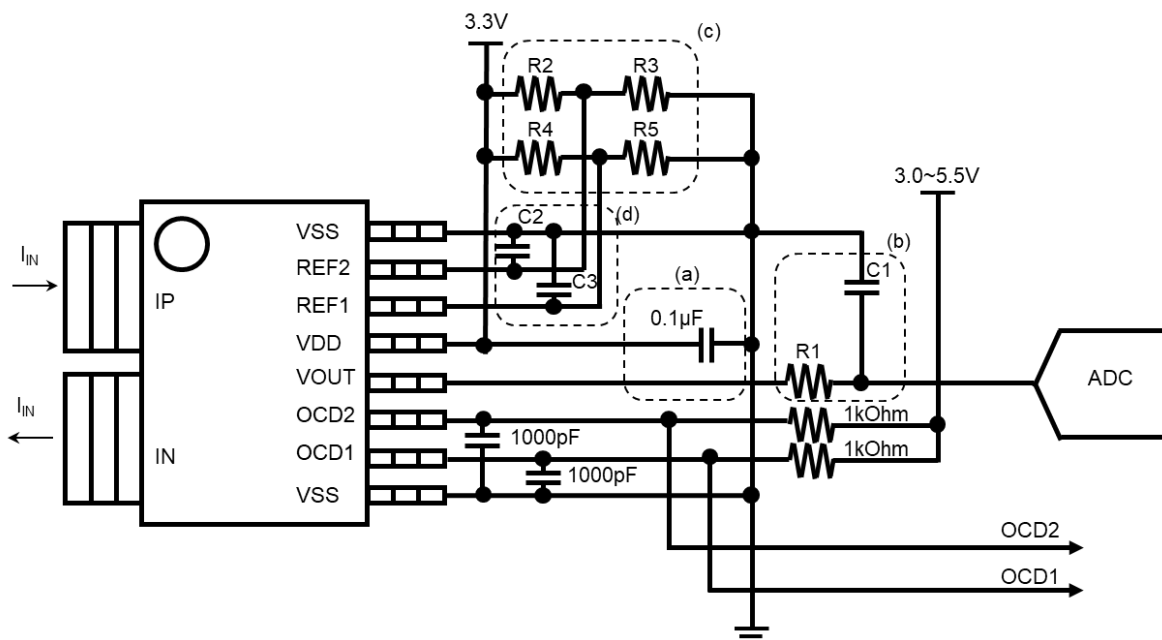 3.3V
(c)
R2
R3
R4
R5
3.0~5.5V
(d)
C2
VSS
(b)
IIN
REF2
C3
C1
(a)
IP
REF1
0.1µF
VDD
R1
VOUT
ADC
IIN
OCD2
1kOhm
1000pF
1kOhm
IN
OCD1
1000pF
VSS
OCD2
OCD1